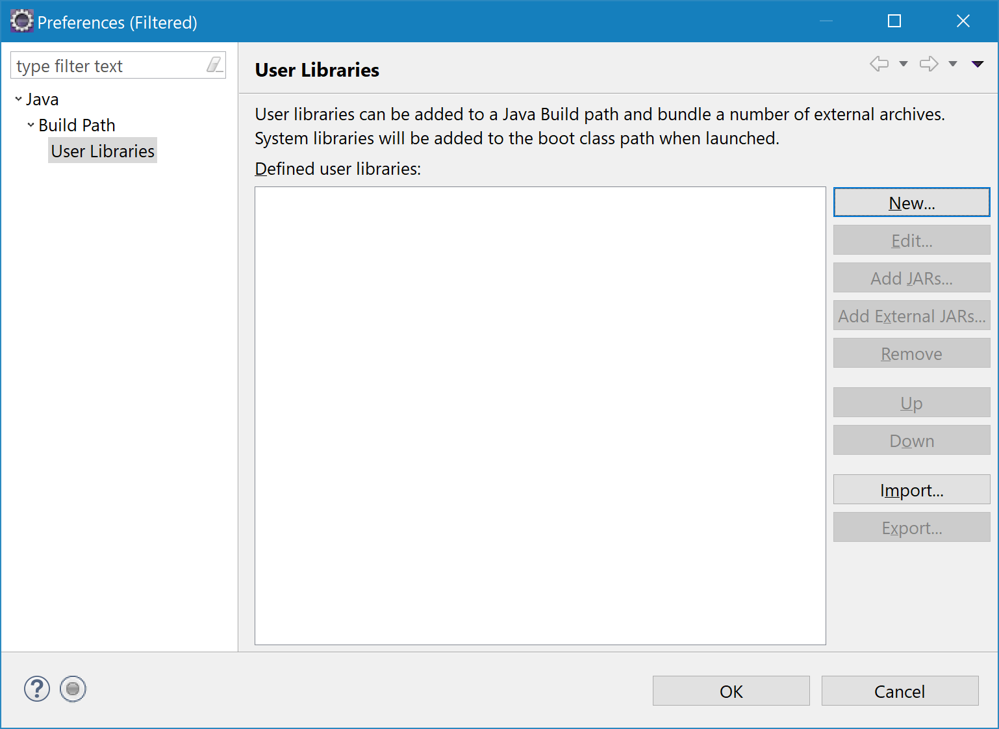 Preferences (Filtered)
type filter text
Java
Build Path
User Libraries
User Libraries
User libraries can be added to a Java Build path and bundle a number of external archives.
System libraries will be added to the boot class path when launched.
Defined user libraries:
New...
Edit...
Add JARs...
Add External JARs...
Remove
Up
Down
Import...
Export...
?
OK
Cancel